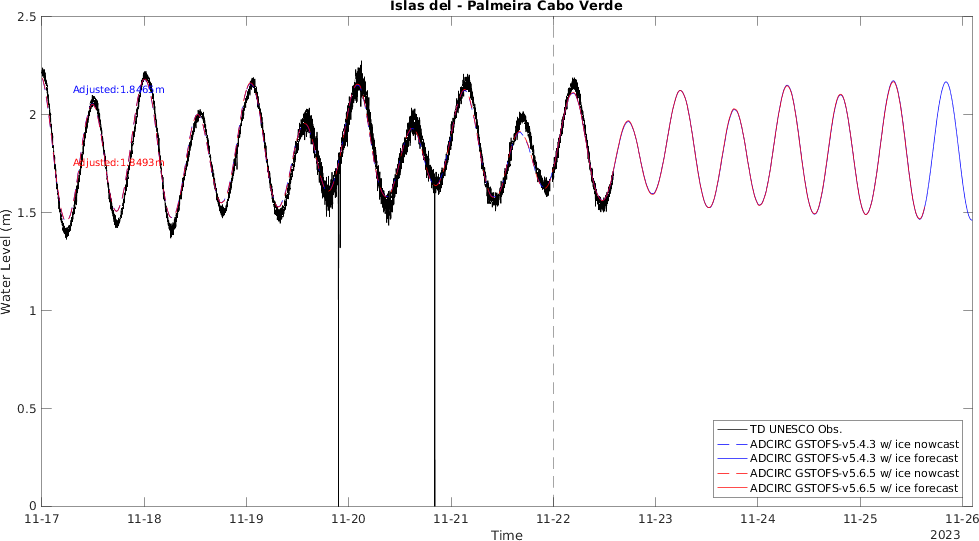 Islas del - Palmeira Cabo Verde
2.5
Adjusted:1.8465m
2
Adjusted:1.8493m
1.5
Water Level (m)
1
0.5
0
TD UNESCO Obs.
ADCIRC GSTOFS-v5.4.3 w/ ice nowcast
ADCIRC GSTOFS-v5.4.3 w/ ice forecast
ADCIRC GSTOFS-v5.6.5 w/ ice nowcast
ADCIRC GSTOFS-v5.6.5 w/ ice forecast
11-17 11-18 11-19 11-20 11-21 11-22 11-23 11-24 11-25 11-26
Time
2023